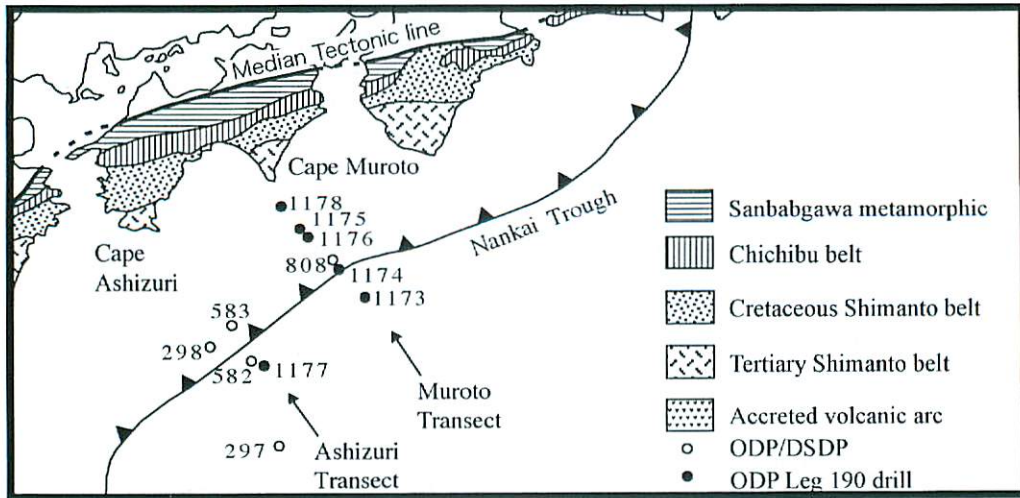 Median Tectonic line
Cape Muroto
1178
1175
1176
808
1174
1173
Nankai Trough
Cape
Ashizuri
583
298
582
1177
297
Muroto
Transect
Ashizuri
Transect
Sanbabgawa metamorphic
Chichibu belt
Cretaceous Shimanto belt
Tertiary Shimanto belt
Accreted volcanic arc
ODP/DSDP
ODP Leg 190 drill